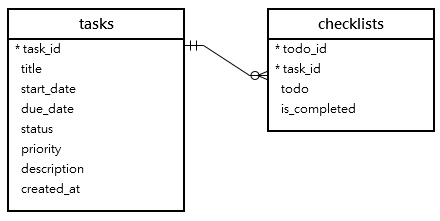 tasks
* task_id
title
start_date
due_date
status
priority
description
created_at
checklists
* todo_id
* task_id
todo
is_completed